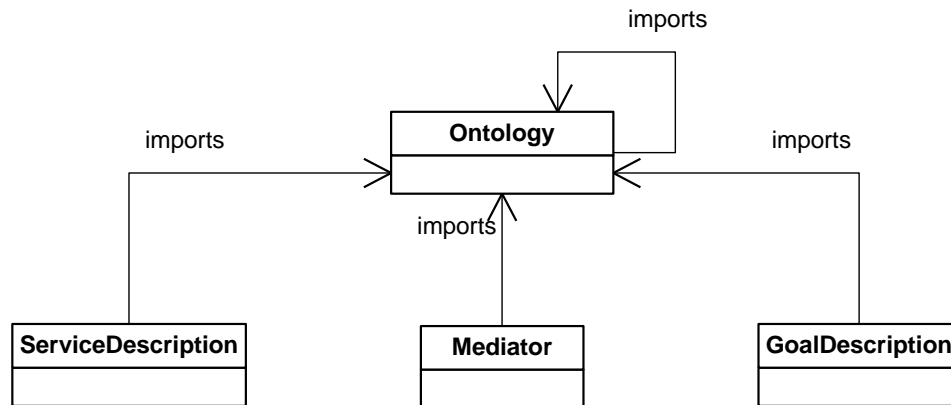 imports
Ontology
imports
imports
imports
ServiceDescription
Mediator
GoalDescription